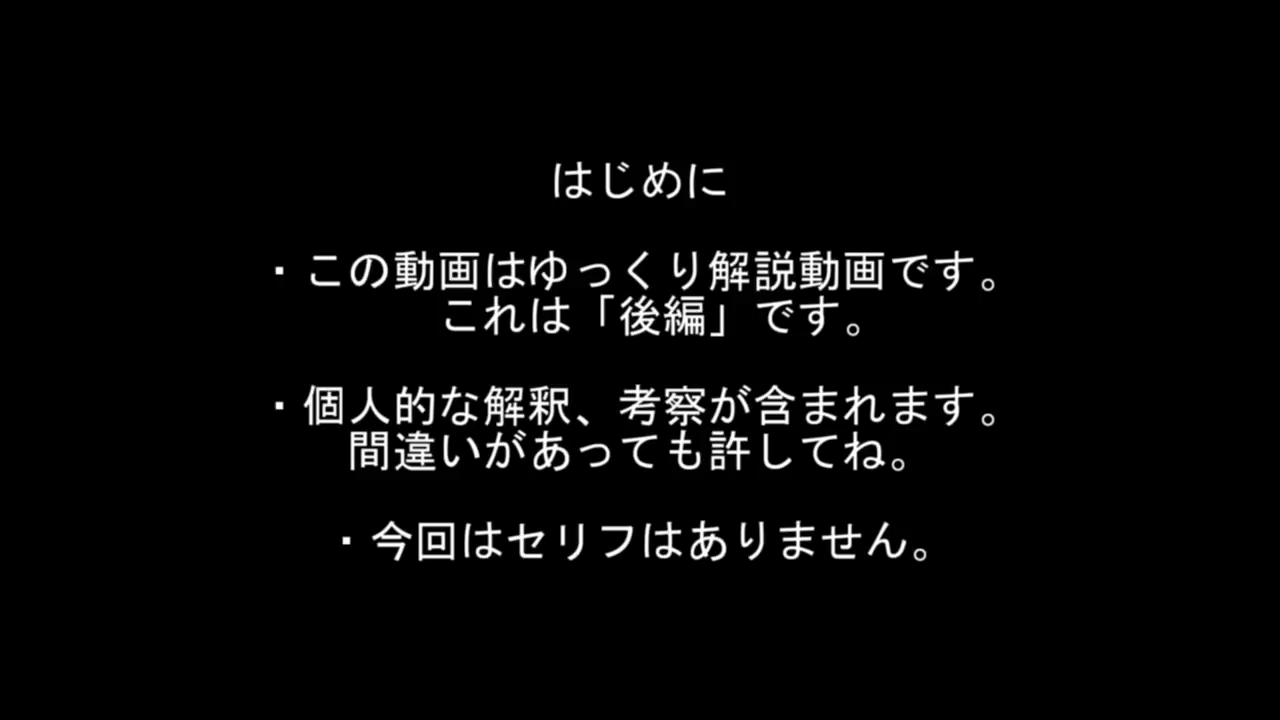 はじめに
・この動画はゆっくり解説動画です。
これは「後編」です。
・個人的な解釈、考察が含まれます。
間違いがあっても許してね。
・今回はセリフはありません。